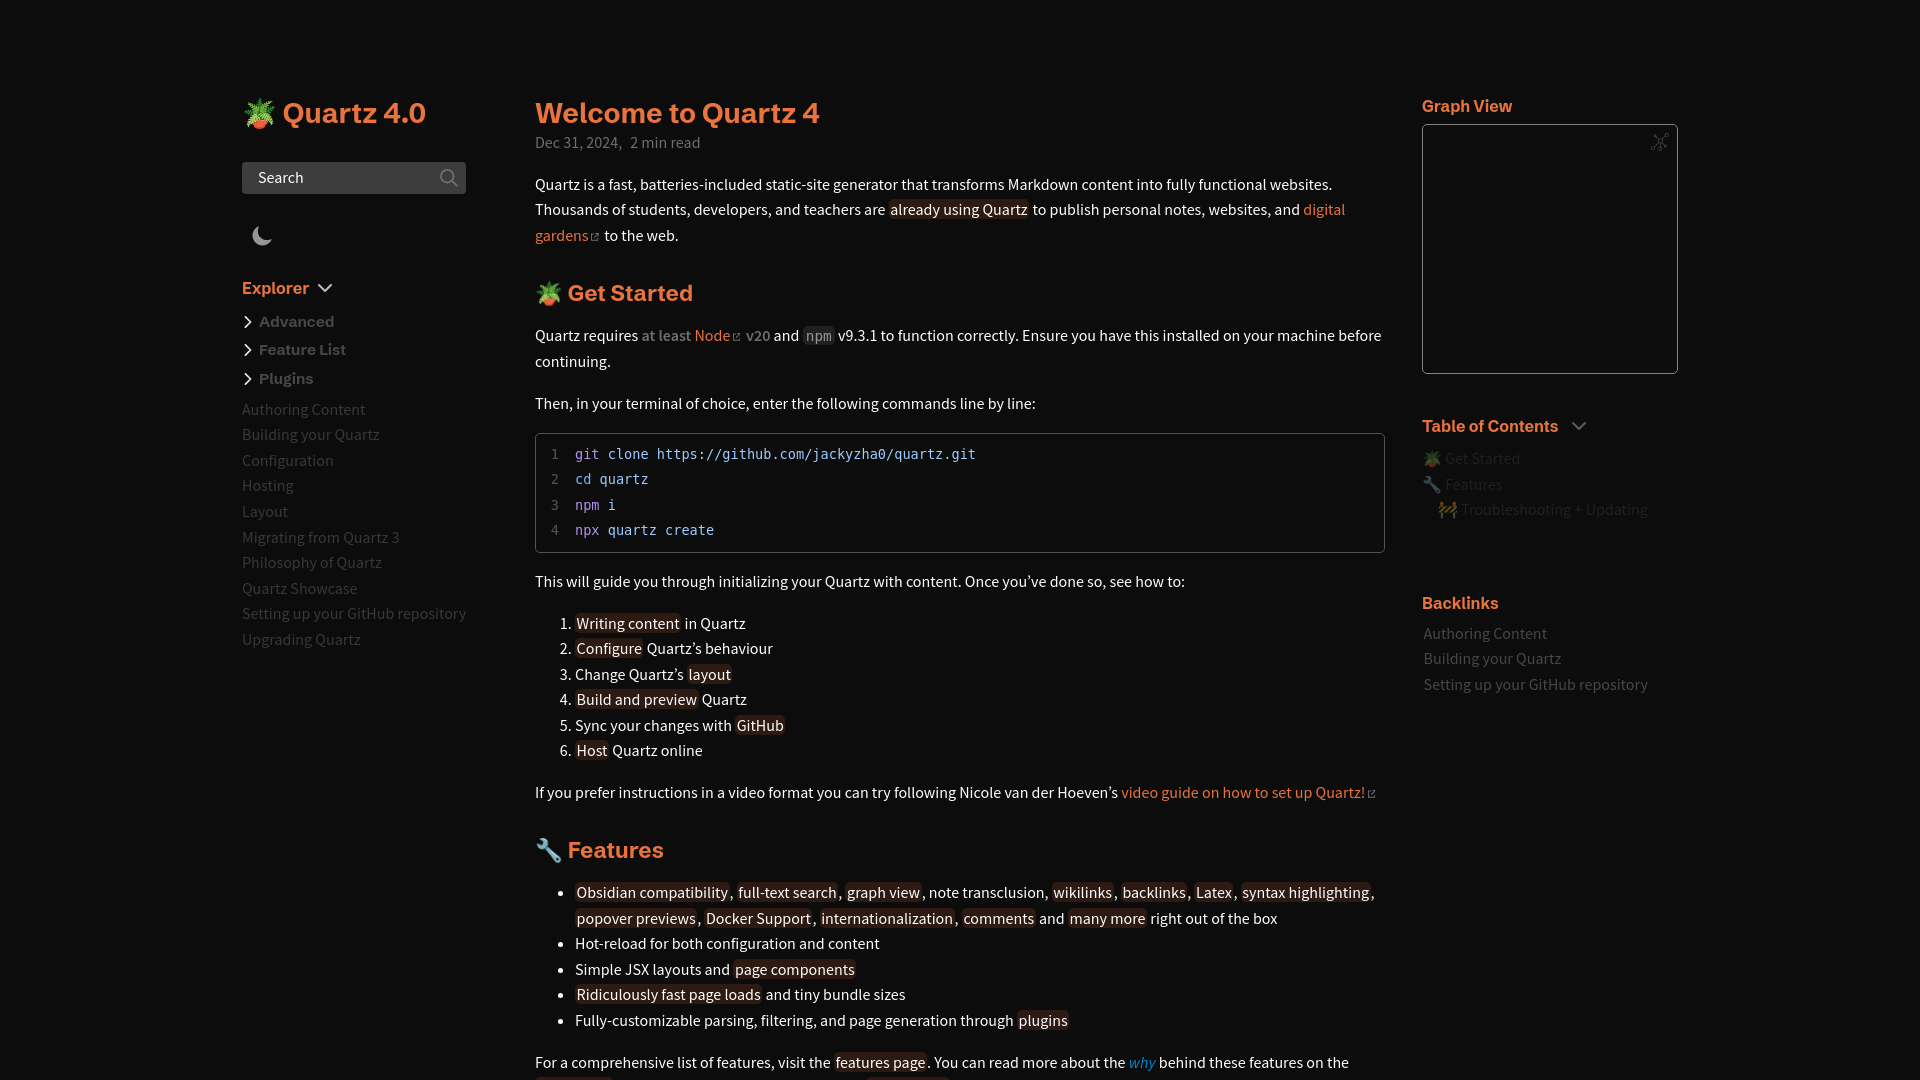 Quartz 4.0
Search
Explorer
Advanced
Feature List
Plugins
Authoring Content
Building your Quartz
Configuration
Hosting
Layout
Migrating from Quartz 3
Philosophy of Quartz
Quartz Showcase
Setting up your GitHub repository
Upgrading Quartz
Welcome to Quartz 4
Dec 31, 2024, 2 min read
Quartz is a fast, batteries-included static-site generator that transforms Markdown content into fully functional websites.
Thousands of students, developers, and teachers are already using Quartz to publish personal notes, websites, and digital
gardens to the web.
🪴 Get Started
Quartz requires at least Node v20 and npm v9.3.1 to function correctly. Ensure you have this installed on your machine before
continuing.
Then, in your terminal of choice, enter the following commands line by line:
1 git clone https://github.com/jackyzha0/quartz.git
2 cd quartz
3 npm i
4 npx quartz create
This will guide you through initializing your Quartz with content. Once you’ve done so, see how to:
1. Writing content in Quartz
2. Configure Quartz’s behaviour
3. Change Quartz’s layout
4. Build and preview Quartz
5. Sync your changes with GitHub
6. Host Quartz online
If you prefer instructions in a video format you can try following Nicole van der Hoeven’s video guide on how to set up Quartz!
🔧 Features
• Obsidian compatibility, full-text search, graph view, note transclusion, wikilinks, backlinks, Latex, syntax highlighting,
popover previews, Docker Support, internationalization, comments and many more right out of the box
• Hot-reload for both configuration and content
• Simple JSX layouts and page components
• Ridiculously fast page loads and tiny bundle sizes
• Fully-customizable parsing, filtering, and page generation through plugins
For a comprehensive list of features, visit the features page. You can read more about the why behind these features on the
Graph View
Table of Contents
🪴 Get Started
🔧 Features
🚧 Troubleshooting + Updating
Backlinks
Authoring Content
Building your Quartz
Setting up your GitHub repository